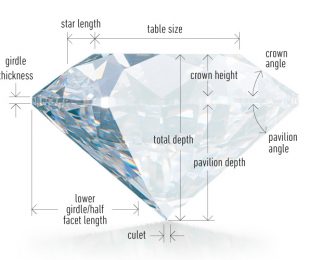 star length
table size
girdle
thickness
crown
angle
crown height
total depth
pavilion depth
pavilion
angle
lower
girdle/half
facet length
culet